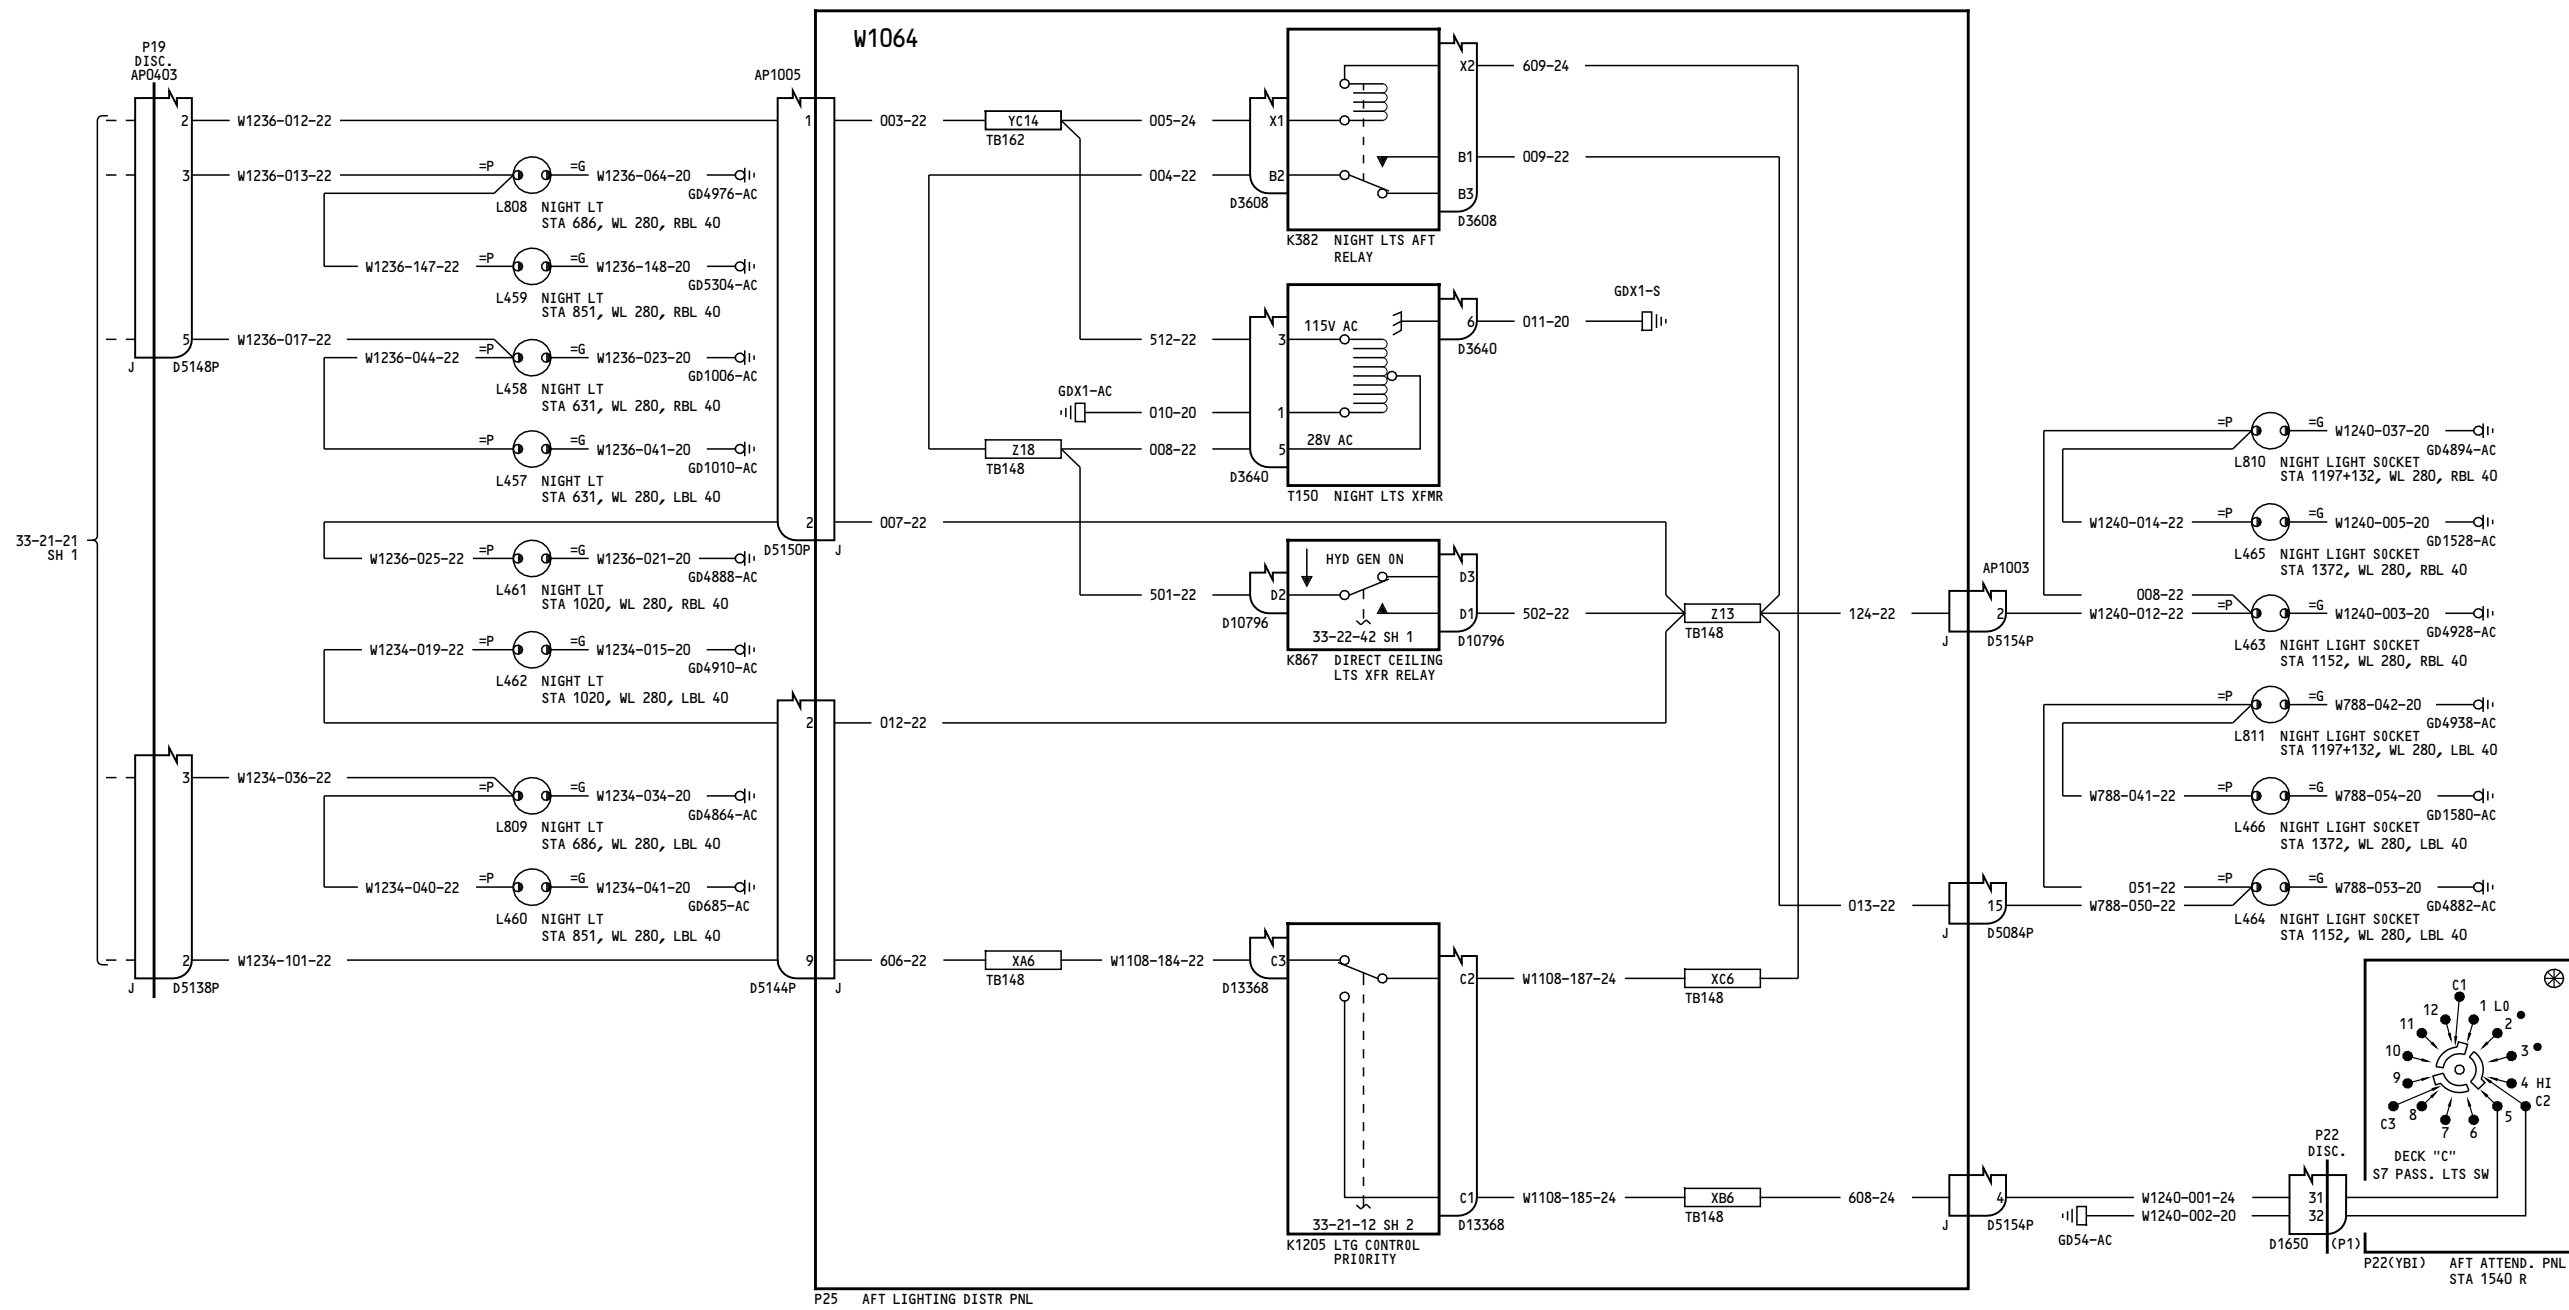 W1064
P19
DISC.
AP0403
AP1005
2 W1236-012-22 1 003-22 YC14 005-24 X1
TB162
X2 609-24
3 W1236-013-22 =P =G W1236-064-20
GD4976-AC
L808 NIGHT LT
STA 686, WL 280, RBL 40
004-22 B2
D3608
B1 009-22
B3
D3608
K382 NIGHT LTS AFT
RELAY
W1236-147-22 =P =G W1236-148-20
GD5304-AC
L459 NIGHT LT
STA 851, WL 280, RBL 40
5 W1236-017-22
J D5148P
W1236-044-22 =P =G W1236-023-20
GD1006-AC
L458 NIGHT LT
STA 631, WL 280, RBL 40
=P =G W1236-041-20
GD1010-AC
L457 NIGHT LT
STA 631, WL 280, LBL 40
512-22 3 115V AC 6 011-20 GDX1-S
D3640
GDX1-AC
010-20 1
Z18 008-22 5 28V AC
TB148
D3640
T150 NIGHT LTS XFMR
33-21-21
SH 1
2 007-22
D5150P J
W1236-025-22 =P =G W1236-021-20
GD4888-AC
L461 NIGHT LT
STA 1020, WL 280, RBL 40
HYD GEN ON
501-22 D2 D3
D10796
D1 502-22 Z13 124-22
33-22-42 SH 1
D10796
TB148
K867 DIRECT CEILING
LTS XFR RELAY
W1234-019-22 =P =G W1234-015-20
GD4910-AC
L462 NIGHT LT
STA 1020, WL 280, LBL 40
2 012-22
3 W1234-036-22
=P =G W1234-034-20
GD4864-AC
L809 NIGHT LT
STA 686, WL 280, LBL 40
W1234-040-22 =P =G W1234-041-20
GD685-AC
L460 NIGHT LT
STA 851, WL 280, LBL 40
2 W1234-101-22 9 606-22 XA6 W1108-184-22 C3
J D5138P
D5144P J
TB148
D13368
C2 W1108-187-24 XC6
TB148
C1 W1108-185-24 XB6 608-24 4
33-21-12 SH 2
D13368
TB148
J D5154P
K1205 LTG CONTROL
PRIORITY
=P =G W1240-037-20
GD4894-AC
L810 NIGHT LIGHT SOCKET
STA 1197+132, WL 280, RBL 40
W1240-014-22 =P =G W1240-005-20
GD1528-AC
L465 NIGHT LIGHT SOCKET
STA 1372, WL 280, RBL 40
AP1003
008-22
2 W1240-012-22 =P =G W1240-003-20
J D5154P
GD4928-AC
L463 NIGHT LIGHT SOCKET
STA 1152, WL 280, RBL 40
=P =G W788-042-20
GD4938-AC
L811 NIGHT LIGHT SOCKET
STA 1197+132, WL 280, LBL 40
W788-041-22 =P =G W788-054-20
GD1580-AC
L466 NIGHT LIGHT SOCKET
STA 1372, WL 280, LBL 40
051-22 =P =G W788-053-20
013-22 15 W788-050-22
GD4882-AC
J D5084P
L464 NIGHT LIGHT SOCKET
STA 1152, WL 280, LBL 40
C1
12 1 LO
11 2
10 3
9 4 HI
C2
C3 8 5
7 6
DECK "C"
S7 PASS. LTS SW
P22
DISC.
W1240-001-24 31
W1240-002-20 32
GD54-AC
D1650 (P1)
P22(YBI) AFT ATTEND. PNL
STA 1540 R
P25 AFT LIGHTING DISTR PNL